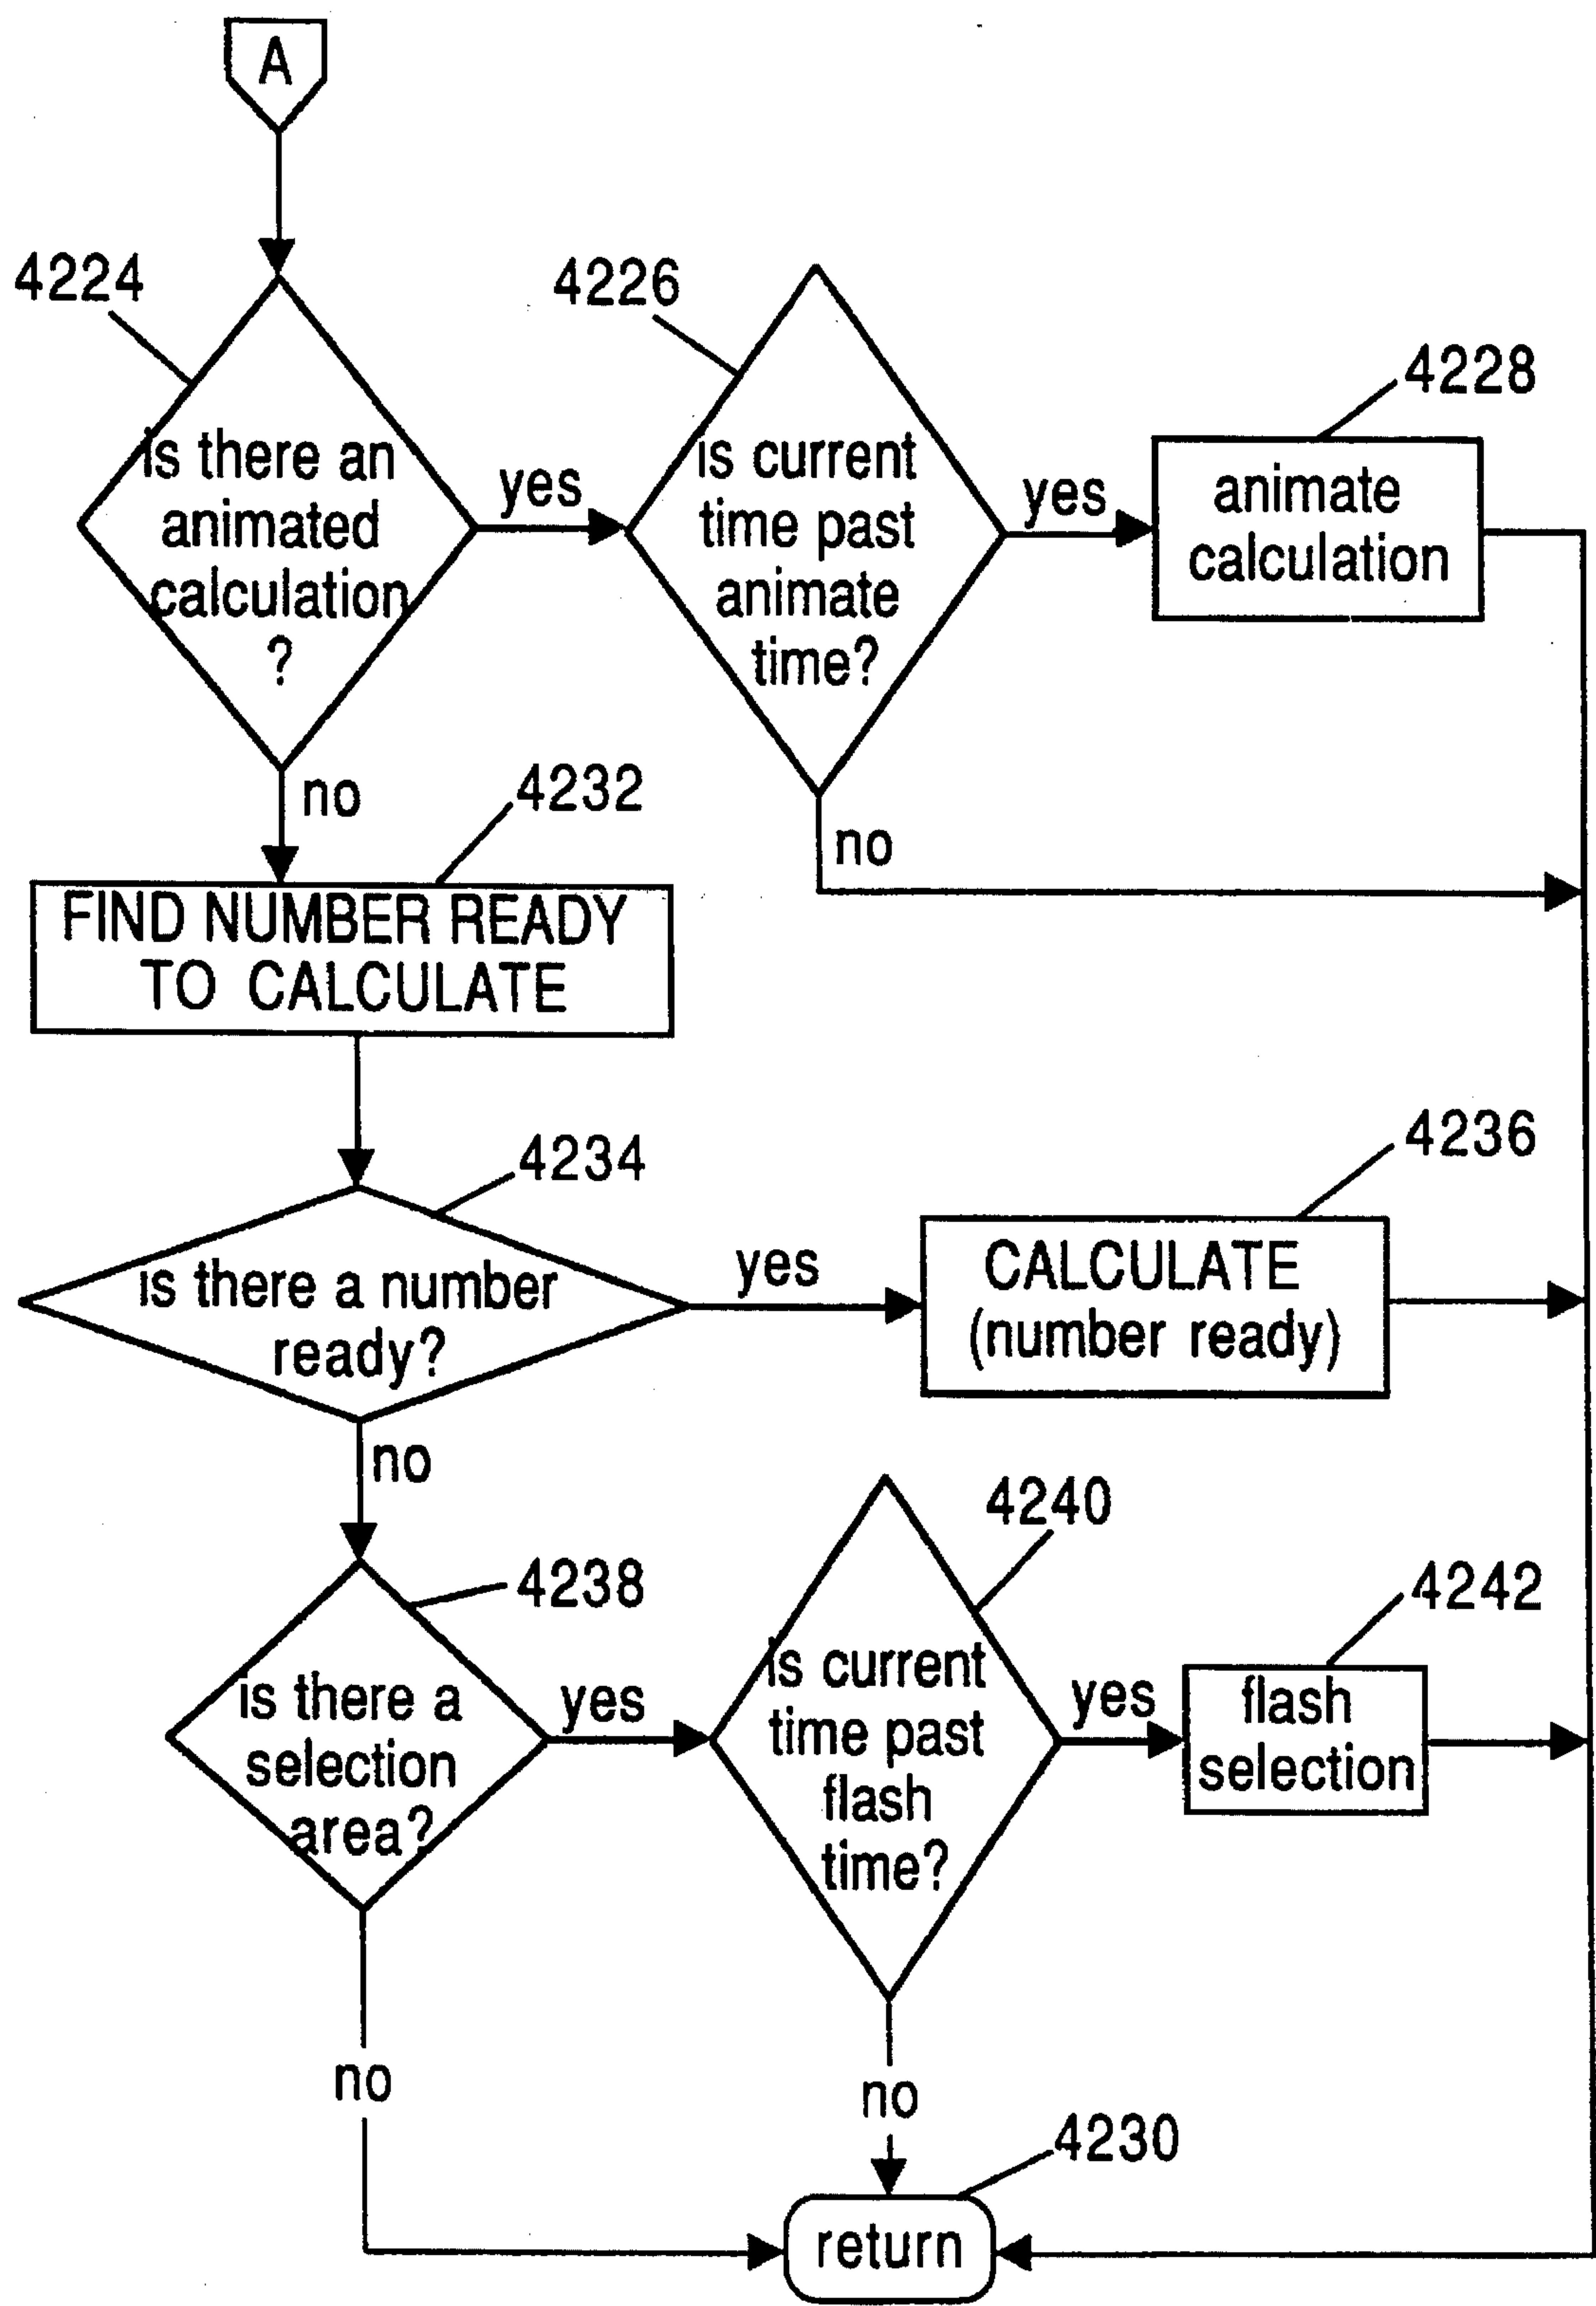 A
4224
4226
4228
is there an
animated
calculation
?
yes
is current
time past
animate
time?
yes
animate
calculation
no
4232
no
FIND NUMBER READY
TO CALCULATE
4234
4236
is there a number
ready?
yes
CALCULATE
(number ready)
no
4238
4240
4242
is there a
selection
area?
yes
is current
time past
flash
time?
yes
flash
selection
no
no
4230
return